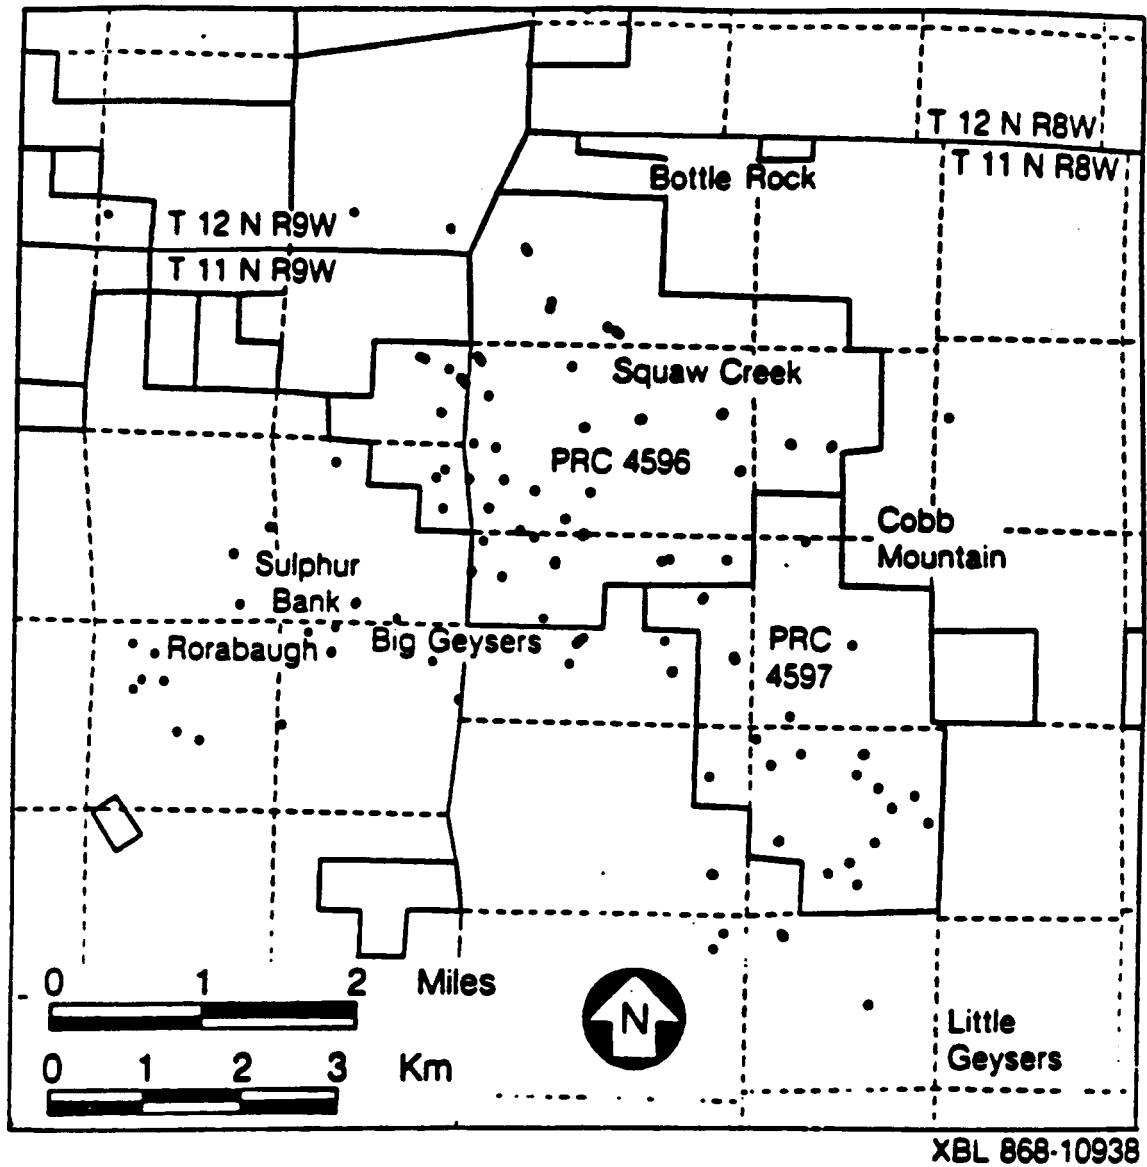 T 12 N R8W
T 11 N R8W
Bottle Rock
T 12 N R9W
T 11 N R9W
Squaw Creek
PRC 4596
Cobb
Mountain
Sulphur
Bank
Rorabaugh
Big Geysers
PRC
4597
0 1 2 Miles
N
0 1 2 3 Km
Little
Geysers
XBL 868-10938